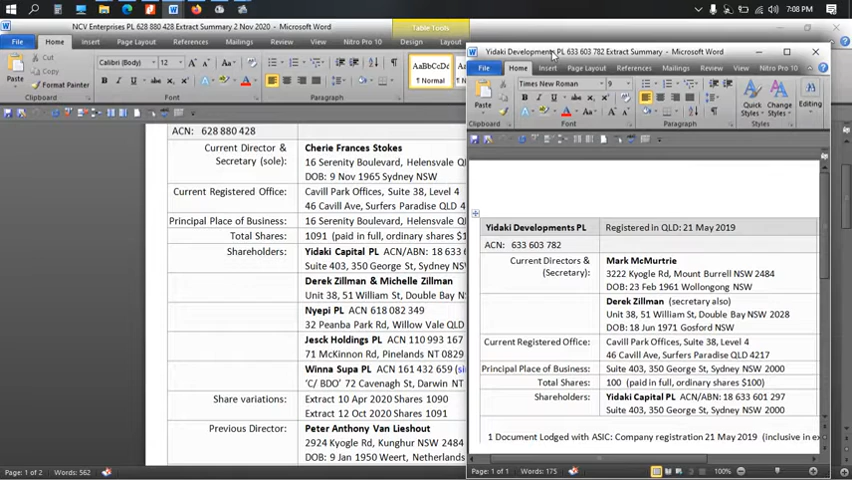 7:08 PM
NCV Enterprises PL 628 880 428 Extract Summary 2 Nov 2020 - Microsoft Word
Table Tools
File Home Insert Page Layout References Mailings Review Design Layout
Cut
Copy
Format Painter
Paste
Clipboard
Calibri (Body) 12
Font
Paragraph
AaBbCc
¶ Normal
ACN: 628 880 428
Current Director & Secretary (sole):
Cherie Frances Stokes
16 Serenity Boulevard, Helensvale
DOB: 9 Nov 1965 Sydney NSW
Current Registered Office:
Cavill Park Offices, Suite 38, Level 4
46 Cavill Ave, Surfers Paradise
Principal Place of Business:
16 Serenity Boulevard, Helensvale
Total Shares:
1091 (paid in full, ordinary shares
Shareholders:
Yidaki Capital PL ACN/ABN: 18 633
Suite 403, 350 George St, Sydney
Derek Zillman & Michelle Zillman
Unit 38, 51 William St, Double Bay
Nyepi PL ACN 618 082 349
32 Peanba Park Rd, Willow Vale QLD
Jesck Holdings PL ACN 110 993 167
71 McKinnon Rd, Pinelands NT 0829
Winna Supa PL ACN 161 432 659
'C/ BDO' 72 Cavenagh St, Darwin NT
Share variations:
Extract 10 Apr 2020 Shares 1090
Extract 12 Oct 2020 Shares 1091
Previous Director:
Peter Anthony Van Lieshout
2924 Kyogle Rd, Kunghur NSW 2484
DOB: 9 Jan 1950 Weert,
Page: 1 of 2 Words: 562
Yidaki Developments PL 633 603 782 Extract Summary - Microsoft Word
File Home Insert Page Layout References Mailings Review View Nitro Pro 10
Paste
Clipboard
Times New Roman 9
Font
Paragraph
Quick Styles
Change Styles
Styles
Editing
Yidaki Developments PL Registered in QLD: 21 May 2019
ACN: 633 603 782
Current Directors & (Secretary):
Mark McMurtrie
3222 Kyogle Rd, Mount Burrell NSW 2484
DOB: 23 Feb 1961 Wollongong NSW
Derek Zillman (secretary also)
Unit 38, 51 William St, Double Bay NSW 2028
DOB: 18 Jun 1971 Gosford NSW
Current Registered Office:
Cavill Park Offices, Suite 38, Level 4
46 Cavill Ave, Surfers Paradise QLD 4217
Principal Place of Business: Suite 403, 350 George St, Sydney NSW 2000
Total Shares: 100 (paid in full, ordinary shares $100)
Shareholders:
Yidaki Capital PL ACN/ABN: 18 633 601 297
Suite 403, 350 George St, Sydney NSW 2000
1 Document Lodged with ASIC: Company registration 21 May 2019 (inclusive in
Page: 1 of 1 Words: 175 100%